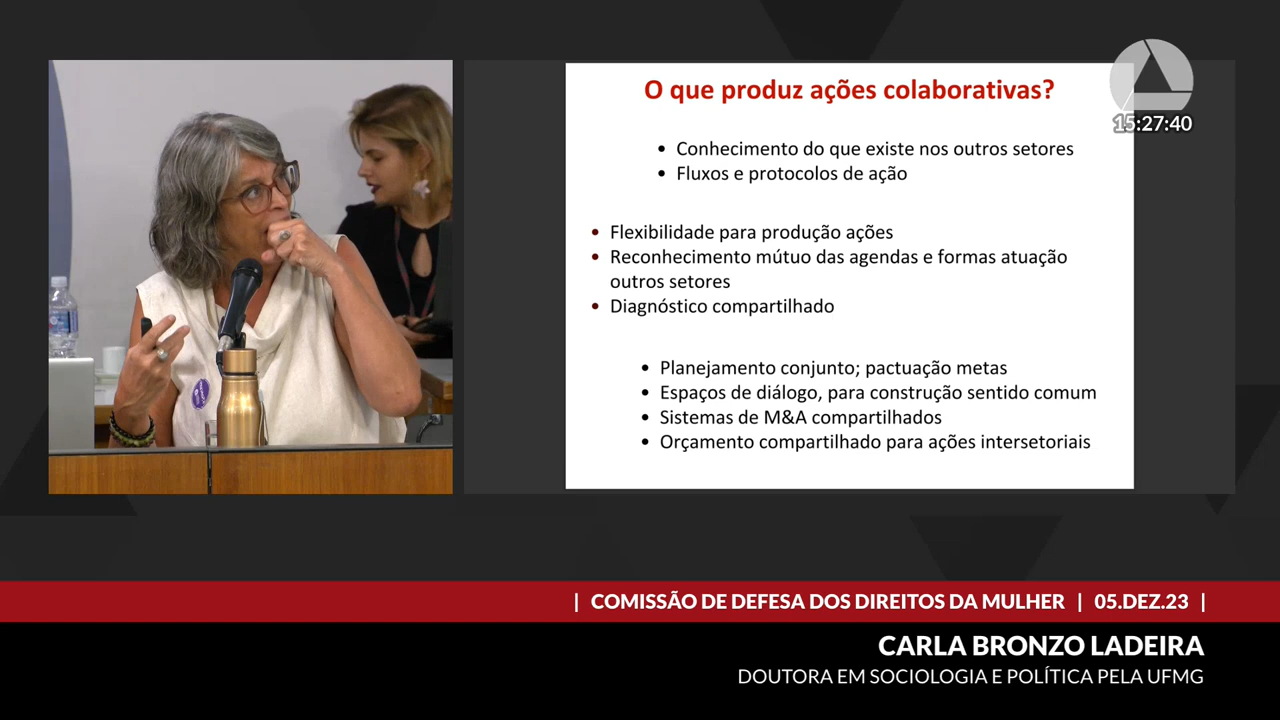 O que produz ações colaborativas?
15:27:40
• Conhecimento do que existe nos outros setores
• Fluxos e protocolos de ação
• Flexibilidade para produção ações
• Reconhecimento mútuo das agendas e formas atuação
outros setores
• Diagnóstico compartilhado
• Planejamento conjunto; pactuação metas
• Espaços de diálogo, para construção sentido comum
• Sistemas de M&A compartilhados
• Orçamento compartilhado para ações intersetoriais
| COMISSÃO DE DEFESA DOS DIREITOS DA MULHER | 05.DEZ.23 |
CARLA BRONZO LADEIRA
DOUTORA EM SOCIOLOGIA E POLÍTICA PELA UFMG